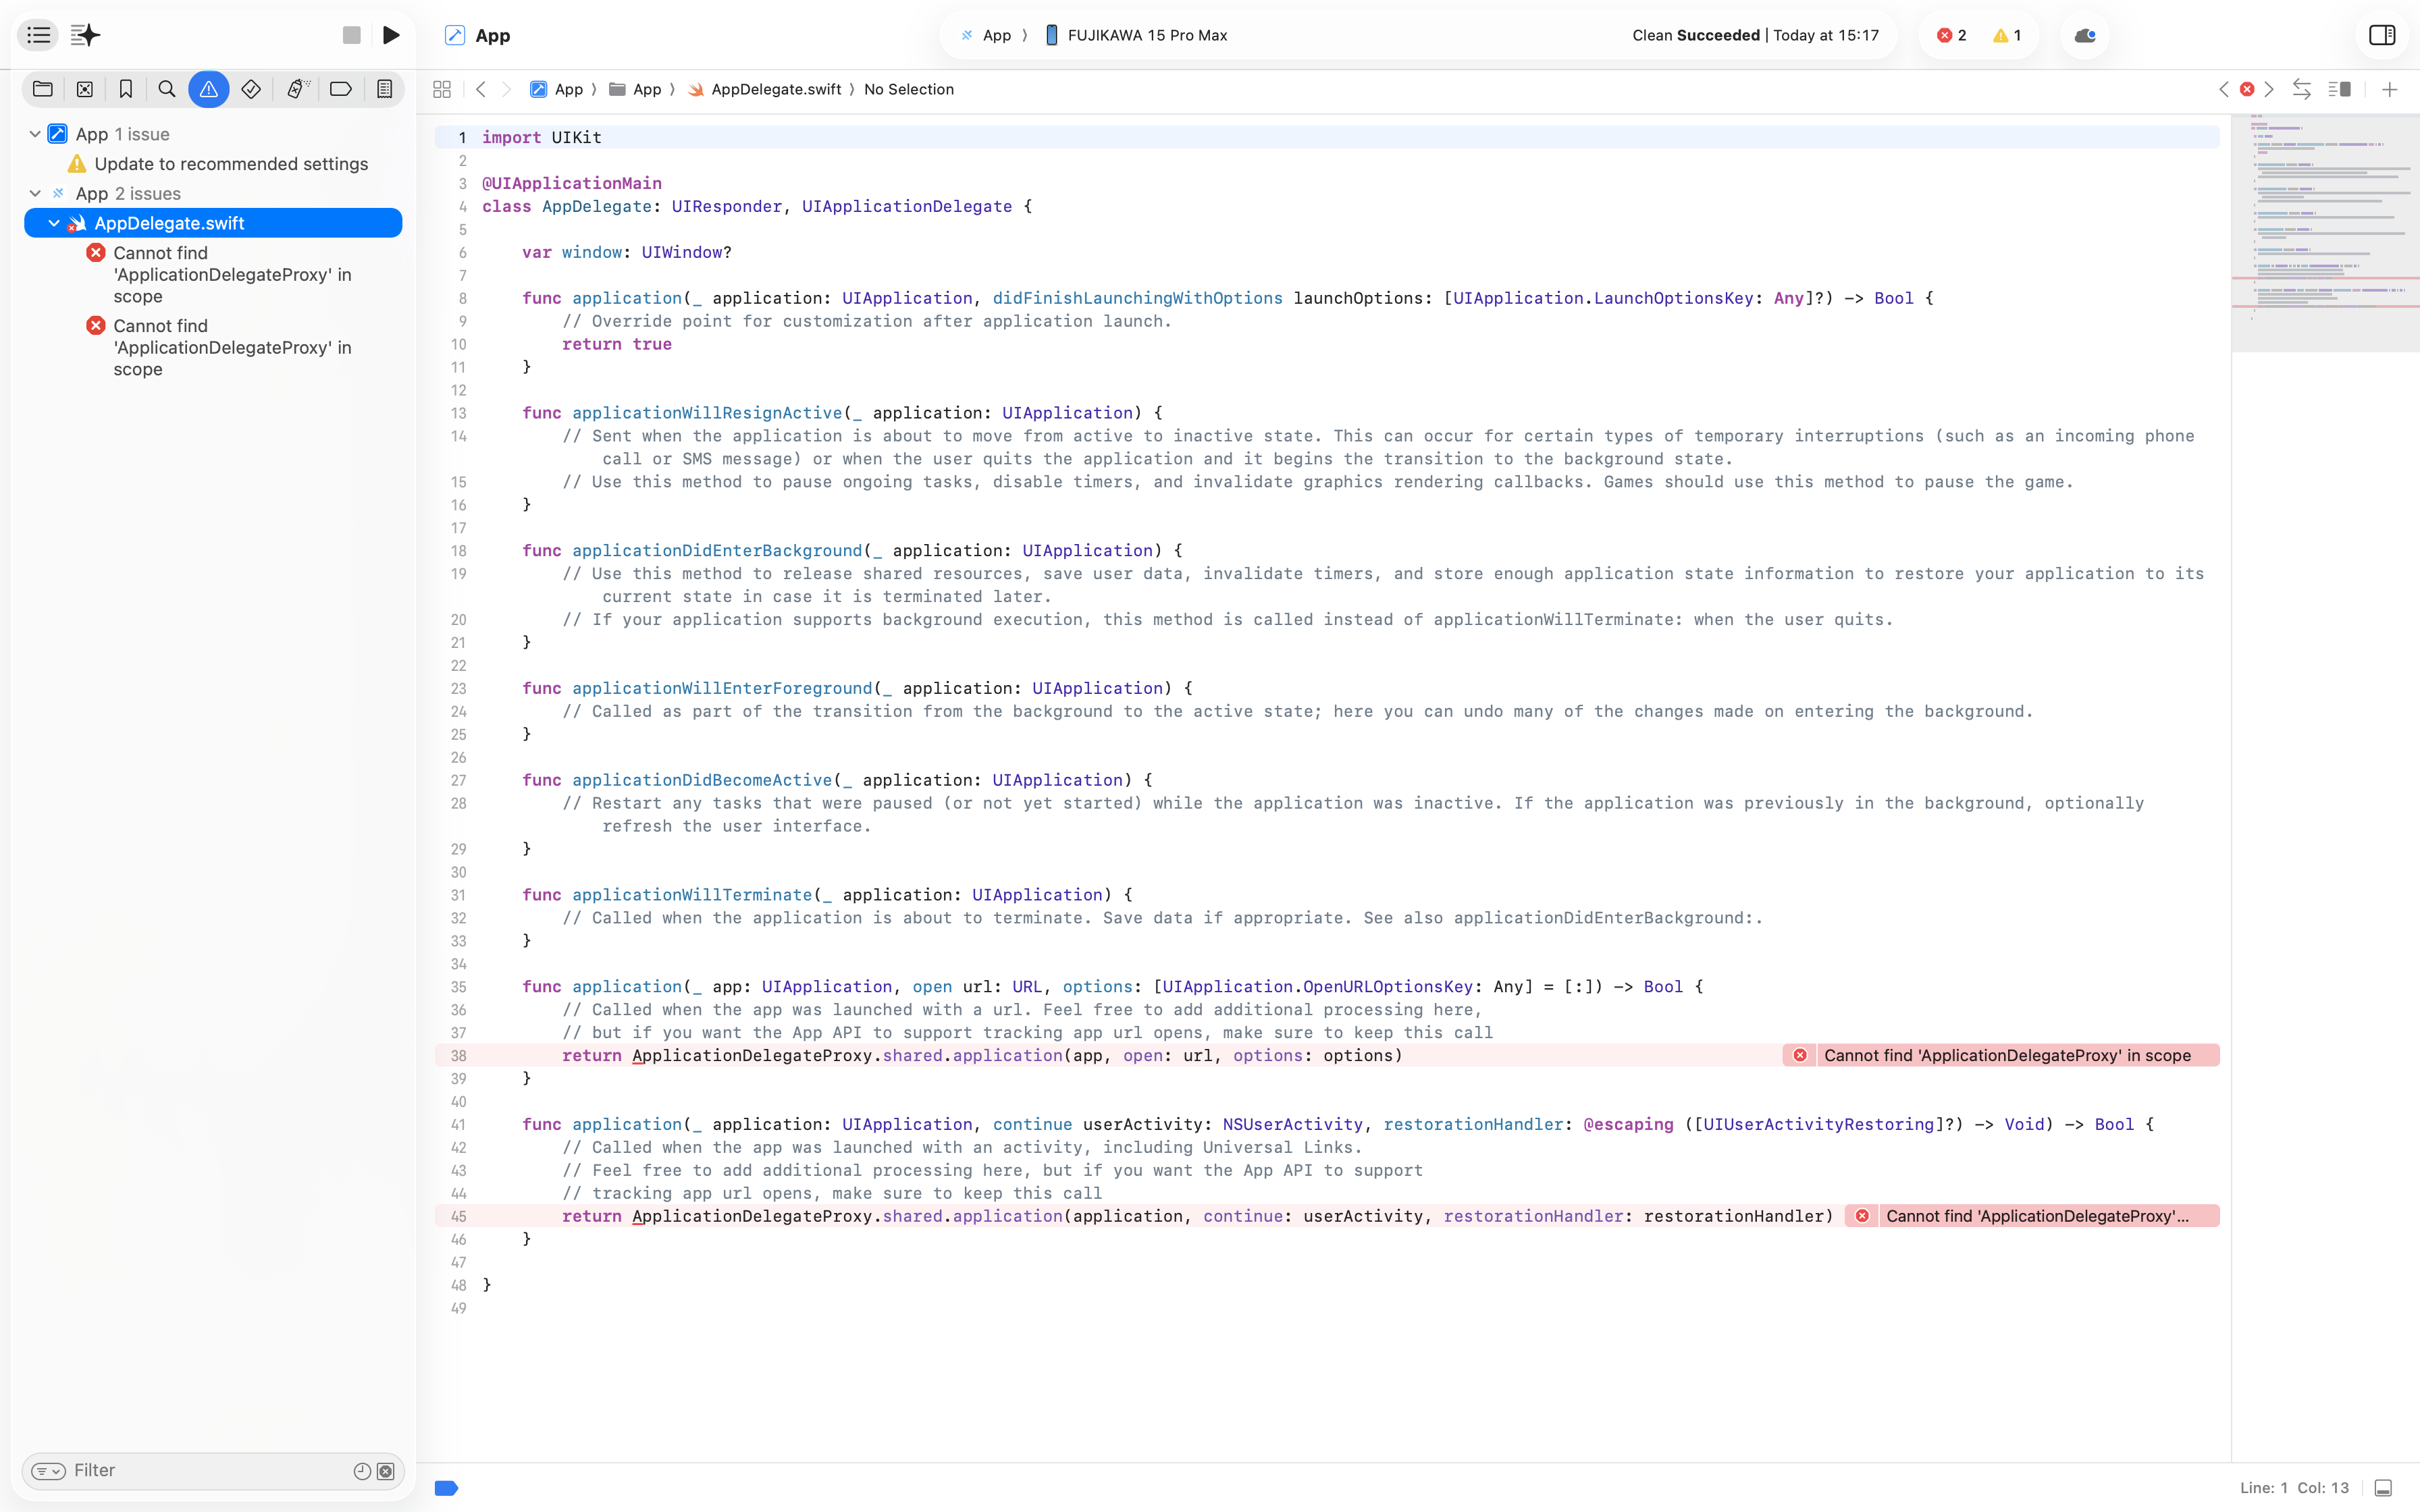 App
App 〉 FUJIKAWA 15 Pro Max
Clean Succeeded | Today at 15:17
2
1
App 〉 App 〉 AppDelegate.swift 〉 No Selection
App 1 issue
Update to recommended settings
App 2 issues
AppDelegate.swift
Cannot find
'ApplicationDelegateProxy' in
scope
Cannot find
'ApplicationDelegateProxy' in
scope
Filter
1 import UIKit
2
3 @UIApplicationMain
4 class AppDelegate: UIResponder, UIApplicationDelegate {
5
6 var window: UIWindow?
7
8 func application(_ application: UIApplication, didFinishLaunchingWithOptions launchOptions: [UIApplication.LaunchOptionsKey: Any]?) -> Bool {
9 // Override point for customization after application launch.
10 return true
11 }
12
13 func applicationWillResignActive(_ application: UIApplication) {
14 // Sent when the application is about to move from active to inactive state. This can occur for certain types of temporary interruptions (such as an incoming phone
call or SMS message) or when the user quits the application and it begins the transition to the background state.
15 // Use this method to pause ongoing tasks, disable timers, and invalidate graphics rendering callbacks. Games should use this method to pause the game.
16 }
17
18 func applicationDidEnterBackground(_ application: UIApplication) {
19 // Use this method to release shared resources, save user data, invalidate timers, and store enough application state information to restore your application to its
current state in case it is terminated later.
20 // If your application supports background execution, this method is called instead of applicationWillTerminate: when the user quits.
21 }
22
23 func applicationWillEnterForeground(_ application: UIApplication) {
24 // Called as part of the transition from the background to the active state; here you can undo many of the changes made on entering the background.
25 }
26
27 func applicationDidBecomeActive(_ application: UIApplication) {
28 // Restart any tasks that were paused (or not yet started) while the application was inactive. If the application was previously in the background, optionally
refresh the user interface.
29 }
30
31 func applicationWillTerminate(_ application: UIApplication) {
32 // Called when the application is about to terminate. Save data if appropriate. See also applicationDidEnterBackground:.
33 }
34
35 func application(_ app: UIApplication, open url: URL, options: [UIApplication.OpenURLOptionsKey: Any] = [:]) -> Bool {
36 // Called when the app was launched with a url. Feel free to add additional processing here,
37 // but if you want the App API to support tracking app url opens, make sure to keep this call
38 return ApplicationDelegateProxy.shared.application(app, open: url, options: options) Cannot find 'ApplicationDelegateProxy' in scope
39 }
40
41 func application(_ application: UIApplication, continue userActivity: NSUserActivity, restorationHandler: @escaping ([UIUserActivityRestoring]?) -> Void) -> Bool {
42 // Called when the app was launched with an activity, including Universal Links.
43 // Feel free to add additional processing here, but if you want the App API to support
44 // tracking app url opens, make sure to keep this call
45 return ApplicationDelegateProxy.shared.application(application, continue: userActivity, restorationHandler: restorationHandler) Cannot find 'ApplicationDelegateProxy'...
46 }
47
48 }
49
Line: 1 Col: 13